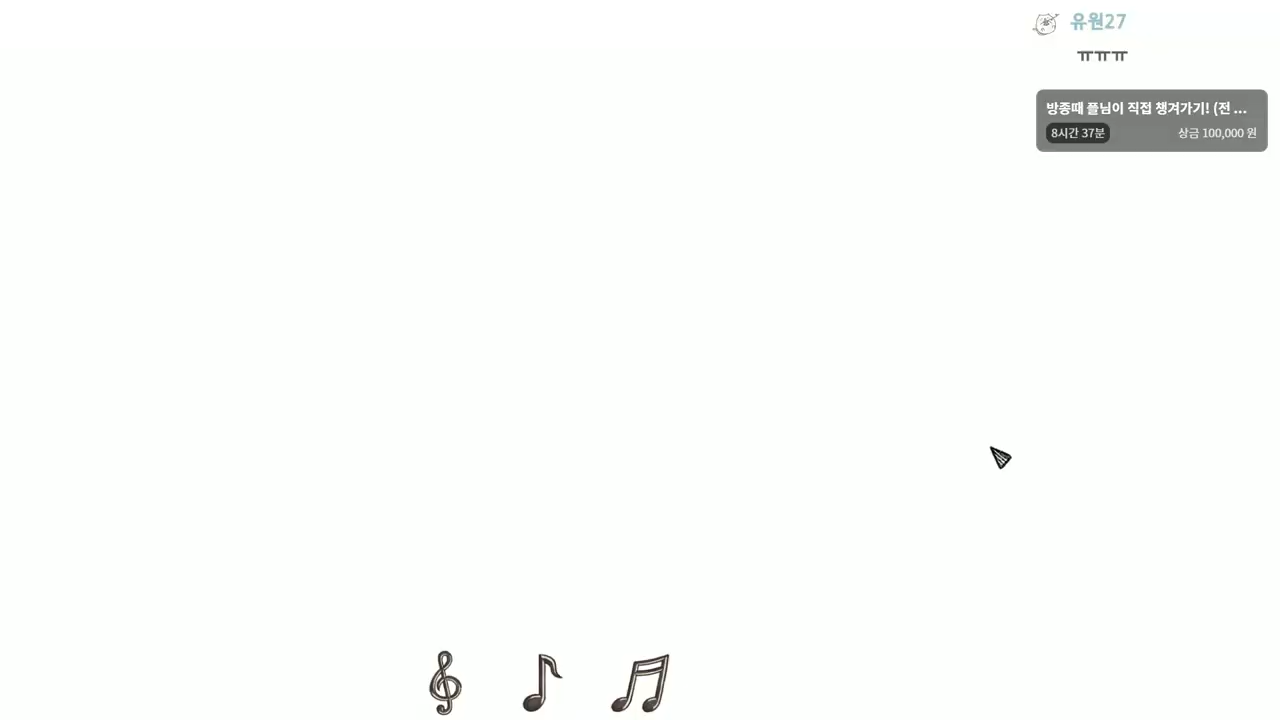 유원27
ㅠㅠㅠ
방종때 플님이 직접 챙겨가기! (전 ...
8시간 37분
상금 100,000 원